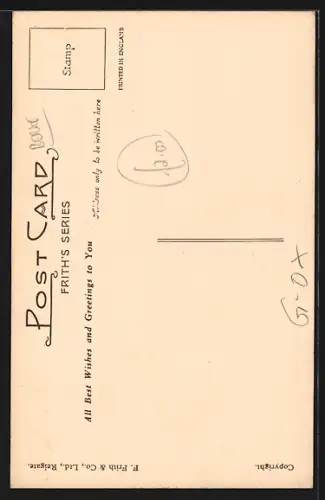 POST CARD
FRITH'S SERIES
All Best Wishes and Greetings to You
Address only to be written here
Stamp
PRINTED IN ENGLAND
F. Frith & Co., Ltd., Reigate.
Copyright.
G-OX